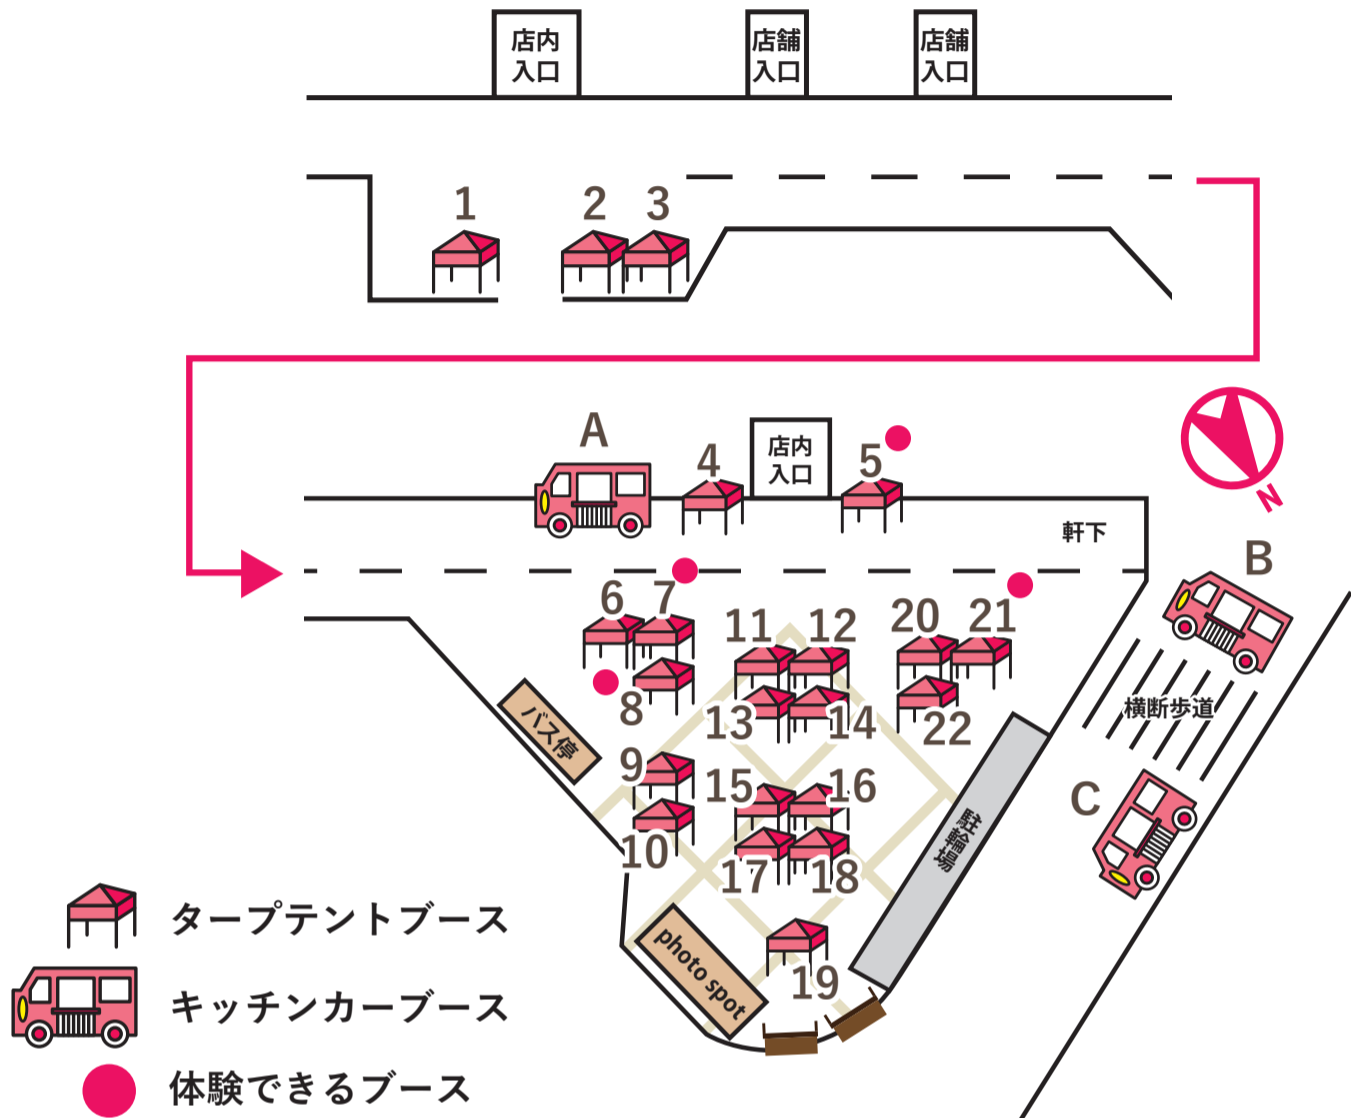 店内
入口
店舗
入口
店舗
入口
1
2
3
A
4
店内
入口
5
N
軒下
B
6
7
11
12
20
21
8
13
14
22
バス停
横断歩道
9
15
16
C
10
17
18
駐輪場
photo spot
19
タープテントブース
キッチンカーブース
体験できるブース